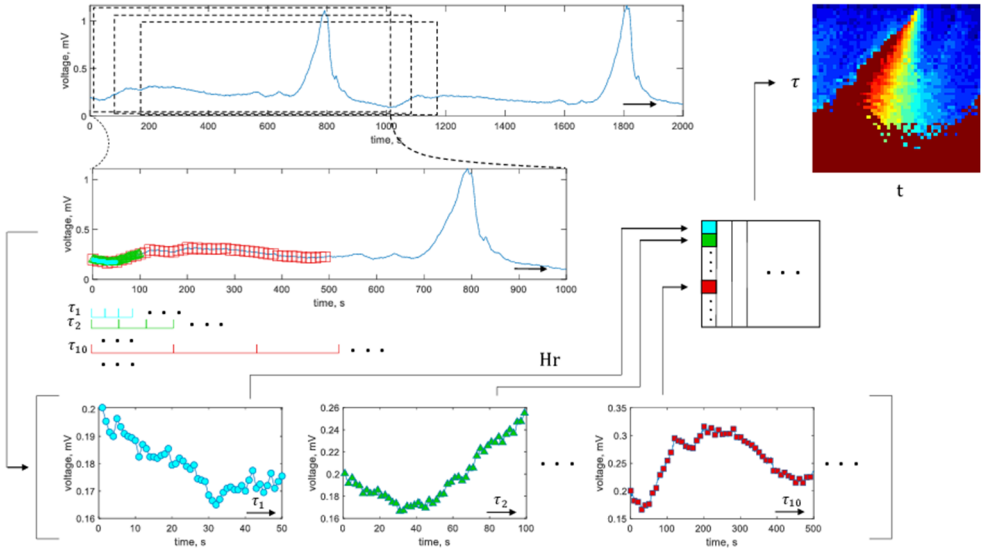 voltage, mV
1
0.5
0
0 200 400 600 800 1000 1200 1400 1600 1800 2000
time, s
τ
t
voltage, mV
1
0.5
0
0 100 200 300 400 500 600 700 800 900 1000
time, s
τ1
τ2
τ10
Hr
voltage, mV
0.2
0.19
0.18
0.17
0.16
0 10 20 30 40 50
time, s
τ1
voltage, mV
0.26
0.24
0.22
0.2
0.18
0.16
0 20 40 60 80 100
time, s
τ2
voltage, mV
0.35
0.3
0.25
0.2
0.15
0 100 200 300 400 500
time, s
τ10